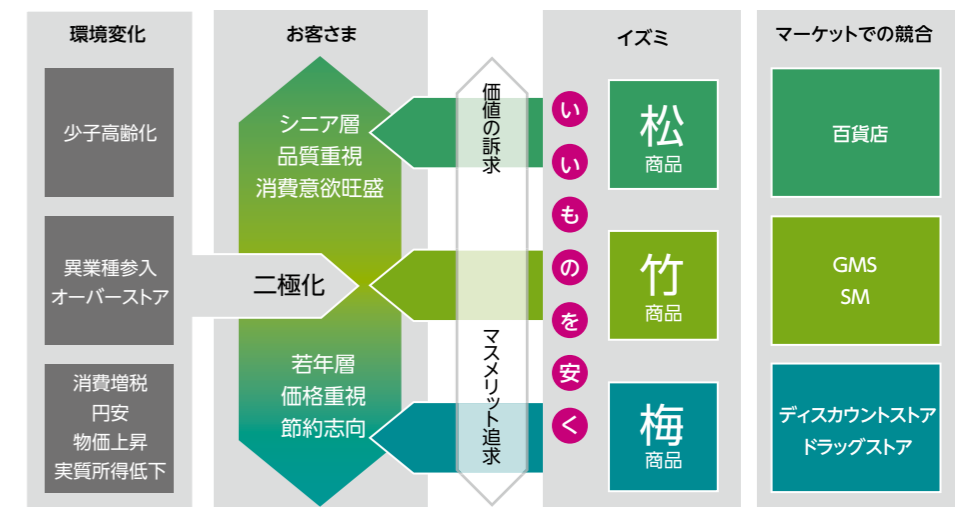 環境変化
少子高齢化
異業種参入
オーバーストア
消費増税
円安
物価上昇
実質所得低下
お客さま
シニア層
品質重視
消費意欲旺盛
二極化
若年層
価格重視
節約志向
価値の訴求
マスメリット追求
イズミ
いいものを安く
松
商品
竹
商品
梅
商品
マーケットでの競合
百貨店
GMS
SM
ディスカウントストア
ドラッグストア